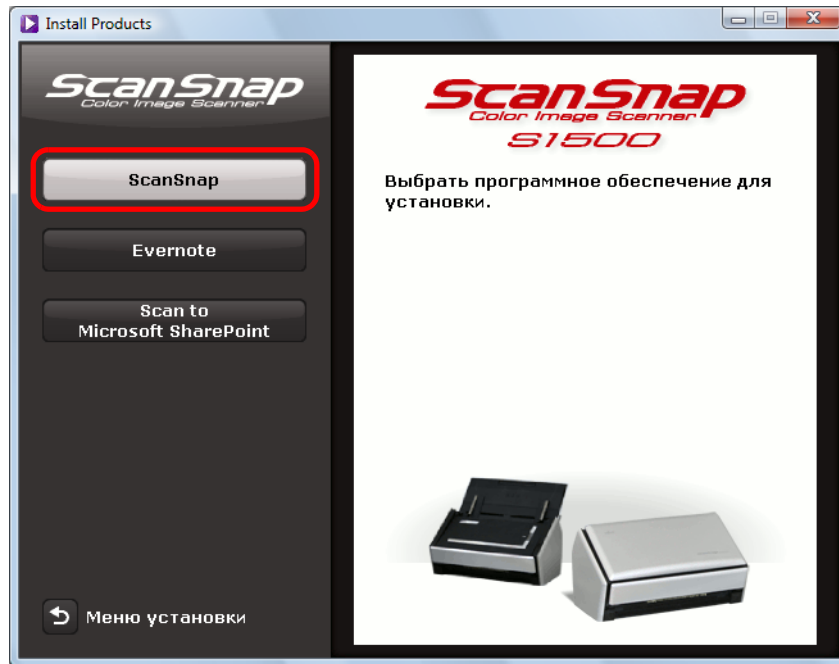 Install Products
ScanSnap
Color Image Scanner
ScanSnap
Evernote
Scan to
Microsoft SharePoint
Меню установки
ScanSnap
Color Image Scanner
S1500
Выбрать программное обеспечение для
установки.